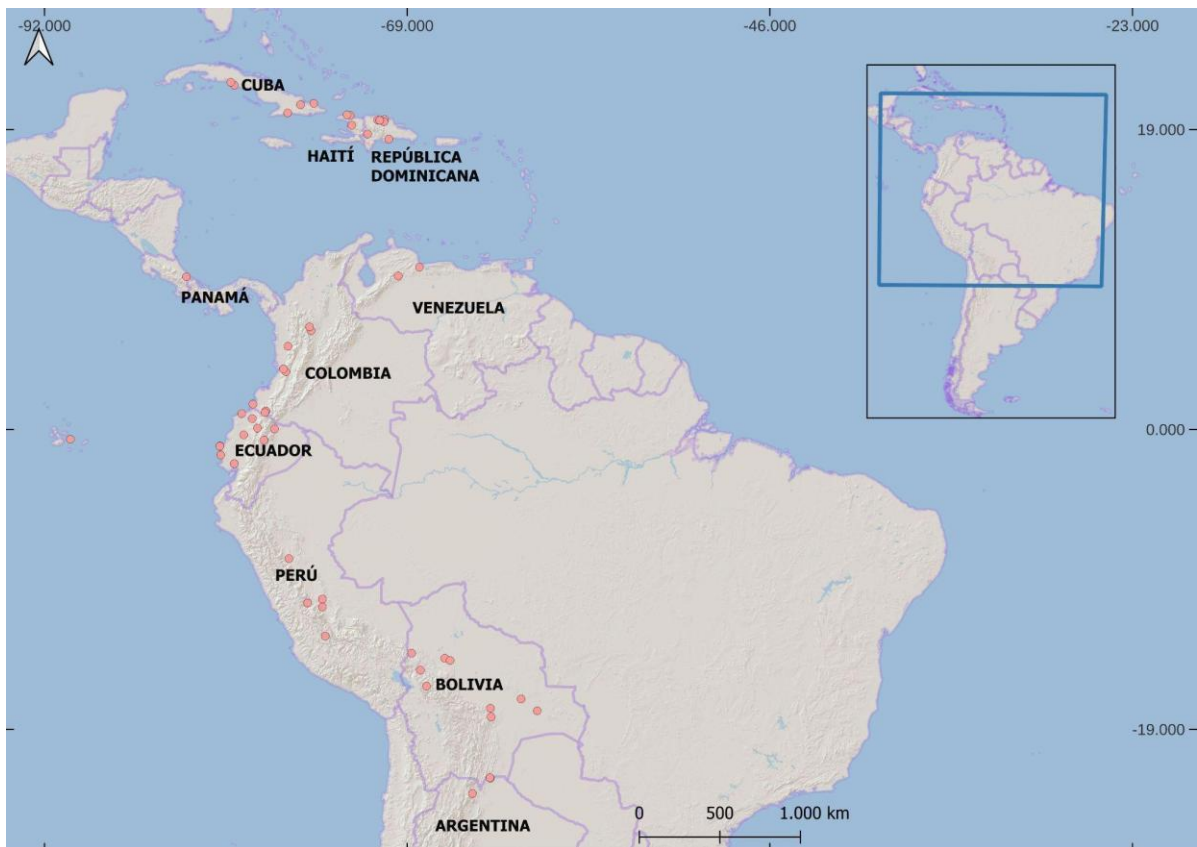 -92.000 -69.000 -46.000 -23.000
CUBA
19.000
HAITÍ REPÚBLICA
DOMINICANA
PANAMÁ
VENEZUELA
COLOMBIA
0.000
ECUADOR
PERÚ
BOLIVIA
-19.000
0 500 1.000 km
ARGENTINA